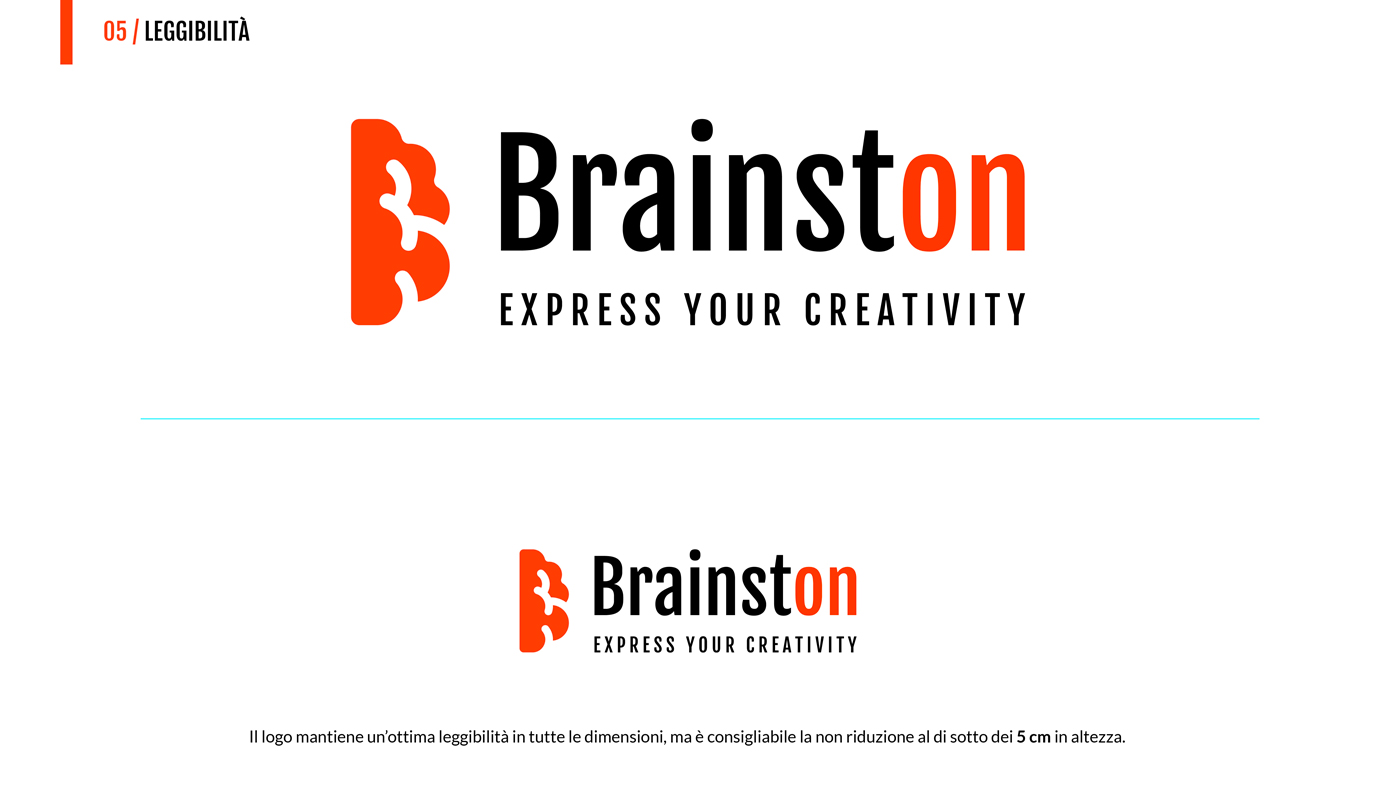 05 / LEGGIBILITÀ
Brainston
EXPRESS YOUR CREATIVITY
Brainston
EXPRESS YOUR CREATIVITY
Il logo mantiene un’ottima leggibilità in tutte le dimensioni, ma è consigliabile la non riduzione al di sotto dei 5 cm in altezza.